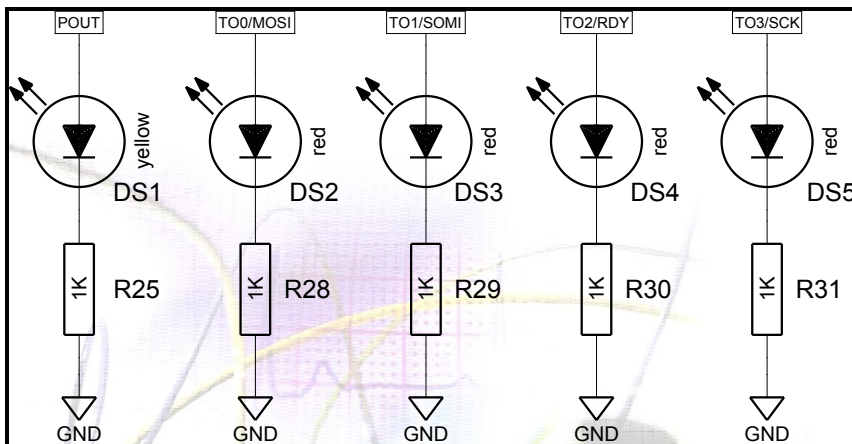 POUT TO0/MOSI TO1/SOMI TO2/RDY TO3/SCK
yellow red red red red
DS1 DS2 DS3 DS4 DS5
1K R25 1K R28 1K R29 1K R30 1K R31
GND GND GND GND GND